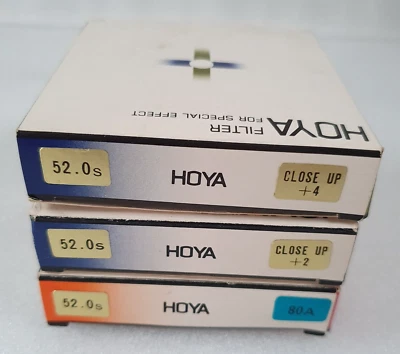 HOYA
FILTER
FOR SPECIAL EFFECT
52.0s
HOYA
CLOSE UP
+4
52.0s
HOYA
CLOSE UP
+2
52.0s
HOYA
80A